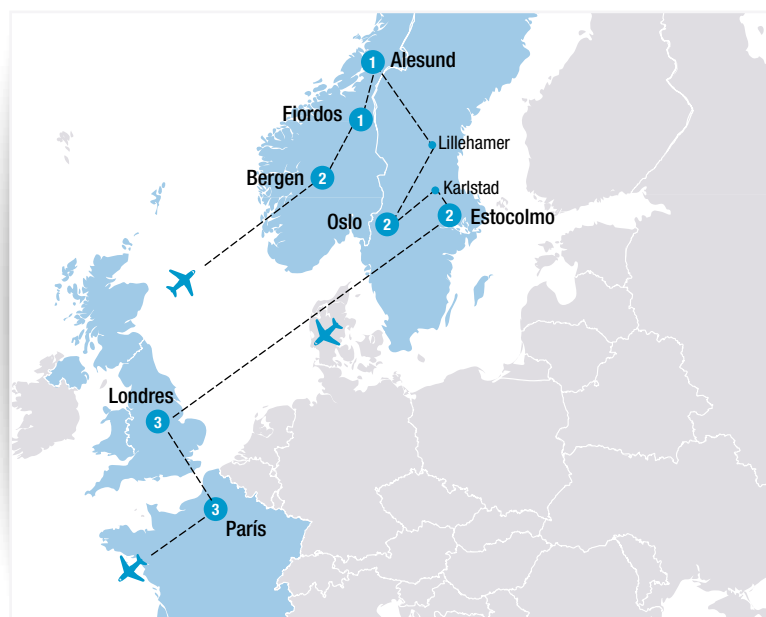 1 Alesund
Fiordos 1
Lillehamer
Bergen 2
Karlstad
Oslo 2
2 Estocolmo
Londres
3
3
París